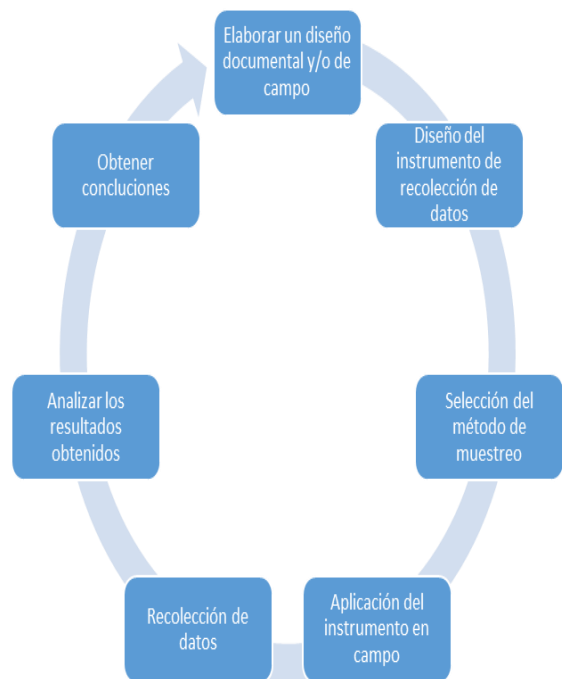 Elaborar un diseño
documental y/o de
campo
Diseño del
instrumento de
recolección de
datos
Selección del
método de
muestreo
Aplicación del
instrumento en
campo
Recolección de
datos
Analizar los
resultados
obtenidos
Obtener
concluciones